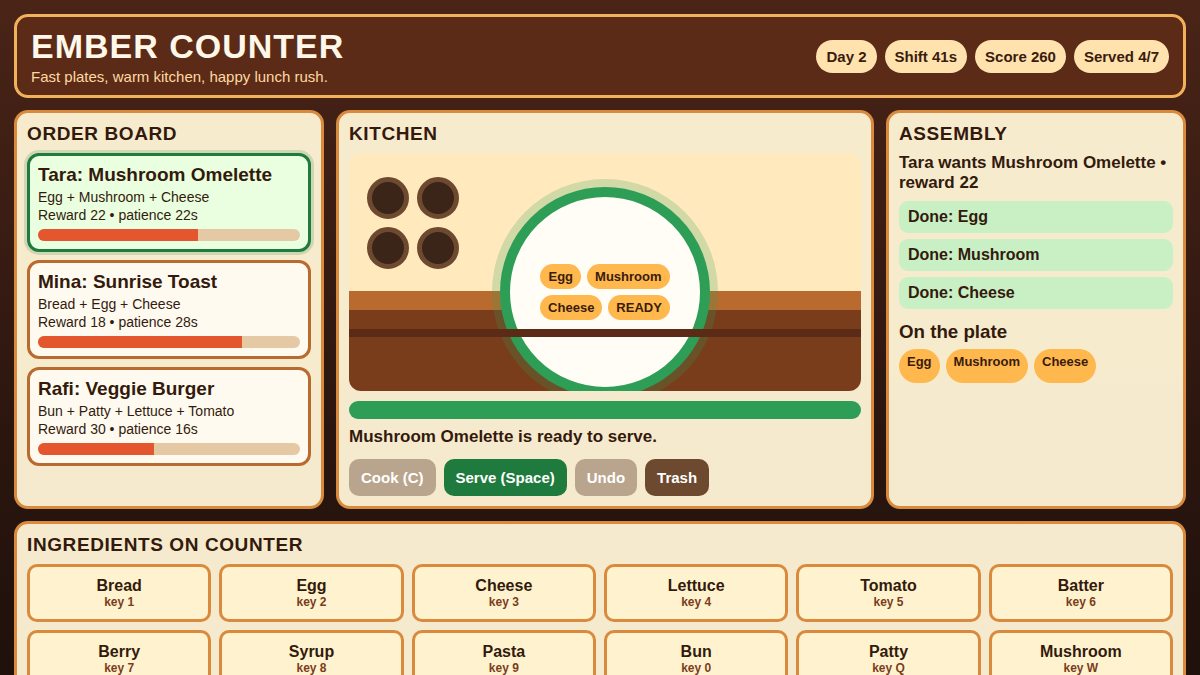 EMBER COUNTER
Fast plates, warm kitchen, happy lunch rush.
Day 2
Shift 41s
Score 260
Served 4/7
ORDER BOARD
Tara: Mushroom Omelette
Egg + Mushroom + Cheese
Reward 22 • patience 22s
Mina: Sunrise Toast
Bread + Egg + Cheese
Reward 18 • patience 28s
Rafi: Veggie Burger
Bun + Patty + Lettuce + Tomato
Reward 30 • patience 16s
KITCHEN
Egg
Mushroom
Cheese
READY
Mushroom Omelette is ready to serve.
Cook (C)
Serve (Space)
Undo
Trash
ASSEMBLY
Tara wants Mushroom Omelette •
reward 22
Done: Egg
Done: Mushroom
Done: Cheese
On the plate
Egg
Mushroom
Cheese
INGREDIENTS ON COUNTER
Bread
key 1
Egg
key 2
Cheese
key 3
Lettuce
key 4
Tomato
key 5
Batter
key 6
Berry
key 7
Syrup
key 8
Pasta
key 9
Bun
key 0
Patty
key Q
Mushroom
key W